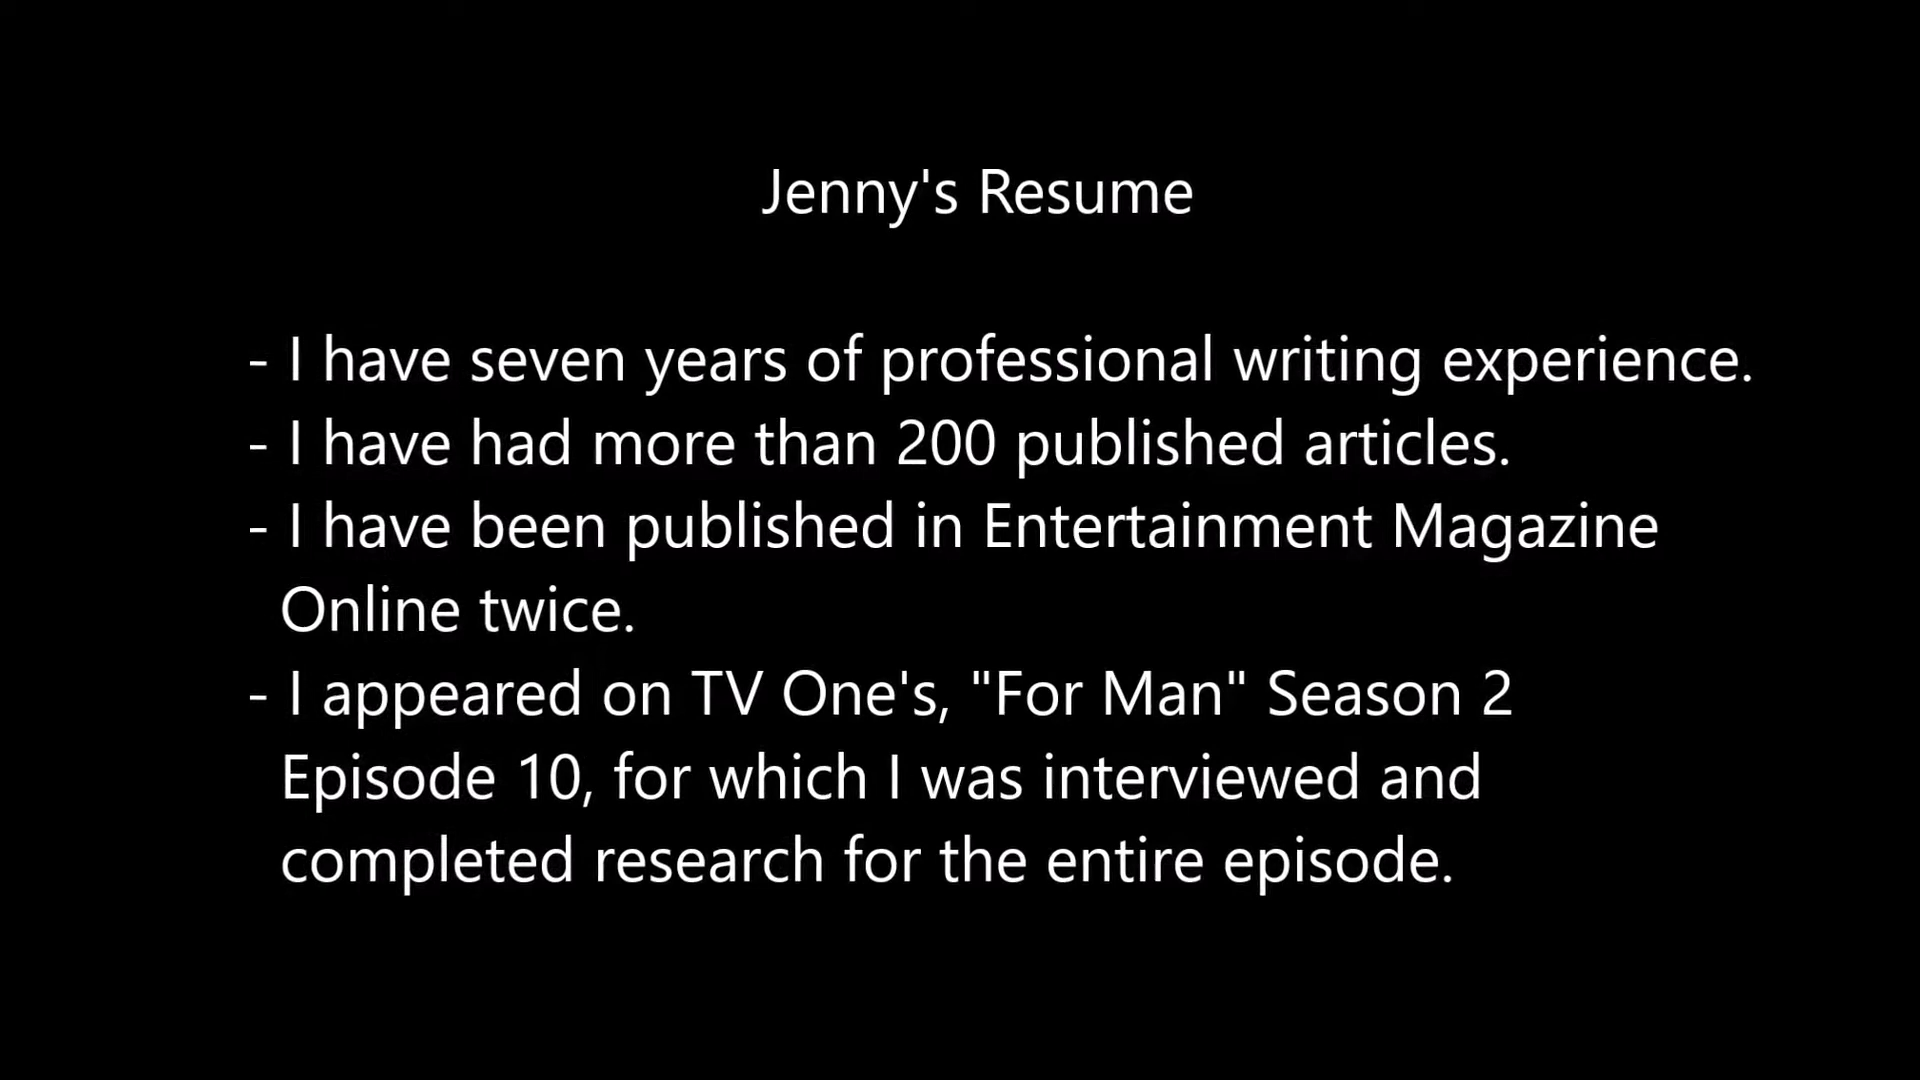 Jenny's Resume
- I have seven years of professional writing experience.
- I have had more than 200 published articles.
- I have been published in Entertainment Magazine
Online twice.
- I appeared on TV One's, "For Man" Season 2
Episode 10, for which I was interviewed and
completed research for the entire episode.